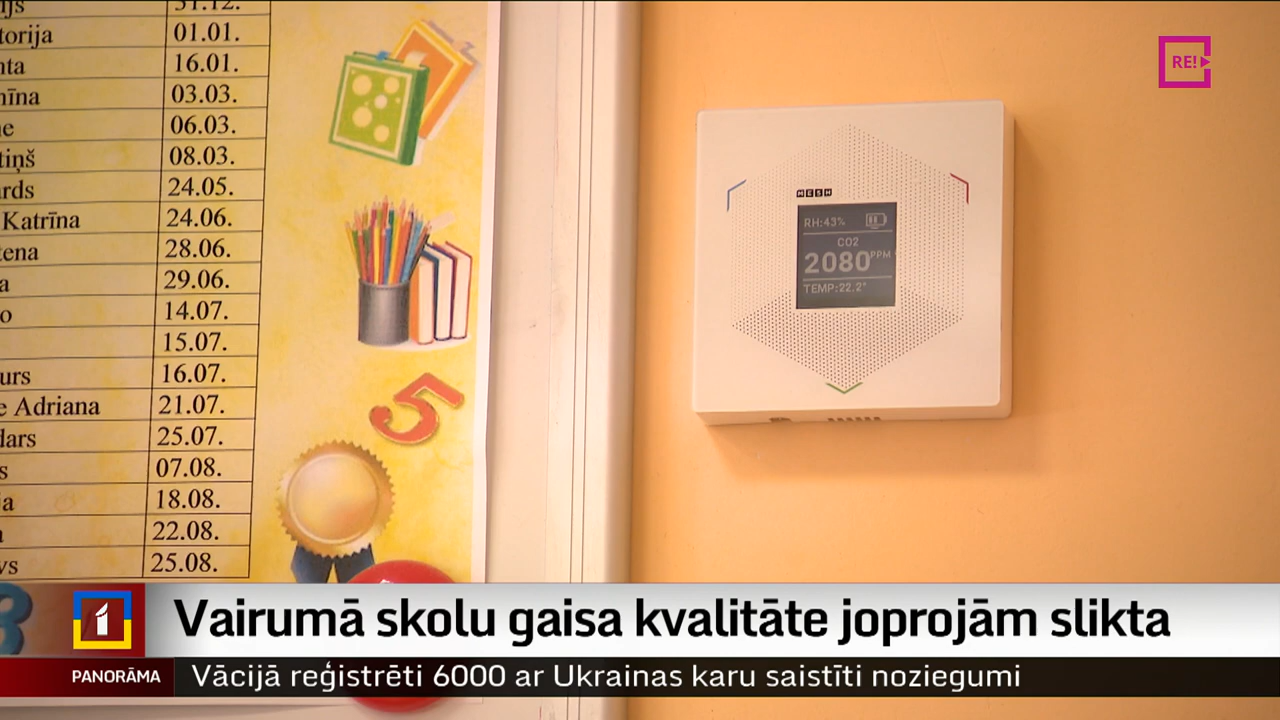 31.12.
torija 01.01.
nta 16.01.
nīna 03.03.
ne 06.03.
tiņš 08.03.
ards 24.05.
Katrīna 24.06.
tena 28.06.
a 29.06.
o 14.07.
15.07.
urs 16.07.
e Adriana 21.07.
dars 25.07.
s 07.08.
ja 18.08.
a 22.08.
vs 25.08.
5
RE!
MESH
RH:43%
CO2
2080 PPM
TEMP:22.2°
1
Vairumā skolu gaisa kvalitāte joprojām slikta
PANORĀMA
Vācijā reģistrēti 6000 ar Ukrainas karu saistīti noziegumi